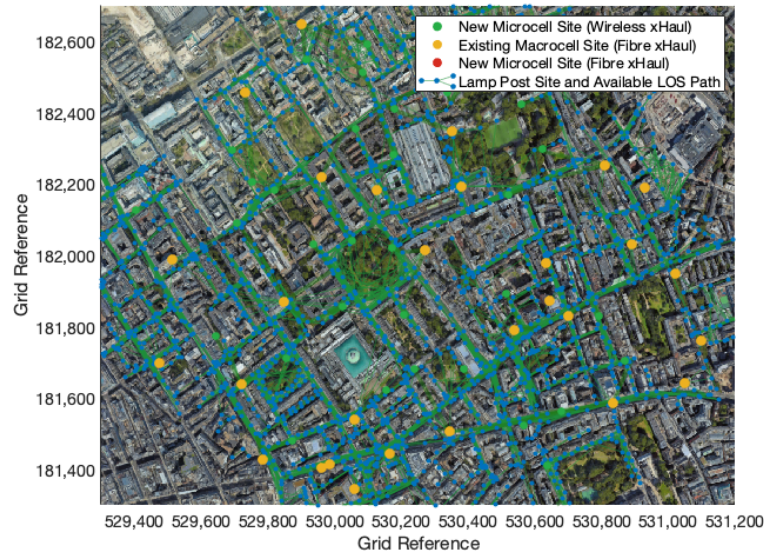 New Microcell Site (Wireless xHaul)
Existing Macrocell Site (Fibre xHaul)
New Microcell Site (Fibre xHaul)
Lamp Post Site and Available LOS Path
182,600
182,400
182,200
182,000
181,800
181,600
181,400
Grid Reference
529,400 529,600 529,800 530,000 530,200 530,400 530,600 530,800 531,000 531,200
Grid Reference